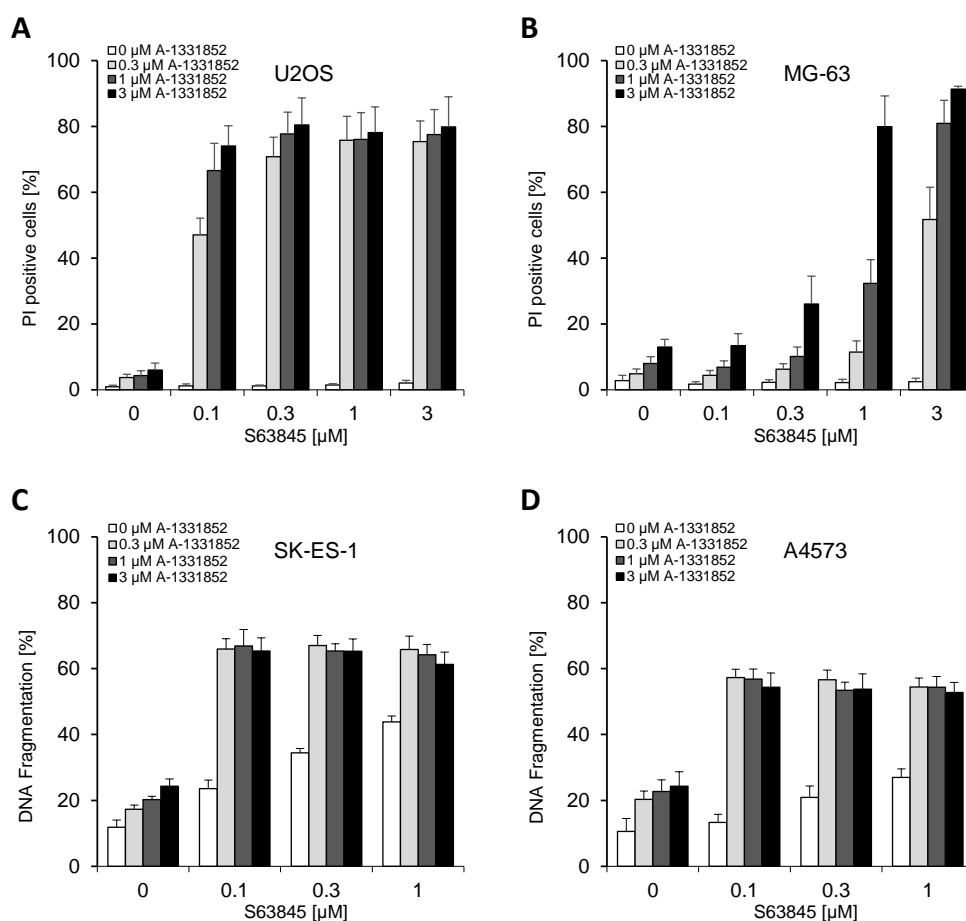 A
0 µM A-1331852
0.3 µM A-1331852
1 µM A-1331852
3 µM A-1331852
U2OS
PI positive cells [%]
100
80
60
40
20
0
0 0.1 0.3 1 3
S63845 [µM]
B
0 µM A-1331852
0.3 µM A-1331852
1 µM A-1331852
3 µM A-1331852
MG-63
PI positive cells [%]
100
80
60
40
20
0
0 0.1 0.3 1 3
S63845 [µM]
C
0 µM A-1331852
0.3 µM A-1331852
1 µM A-1331852
3 µM A-1331852
SK-ES-1
DNA Fragmentation [%]
100
80
60
40
20
0
0 0.1 0.3 1
S63845 [µM]
D
0 µM A-1331852
0.3 µM A-1331852
1 µM A-1331852
3 µM A-1331852
A4573
DNA Fragmentation [%]
100
80
60
40
20
0
0 0.1 0.3 1
S63845 [µM]